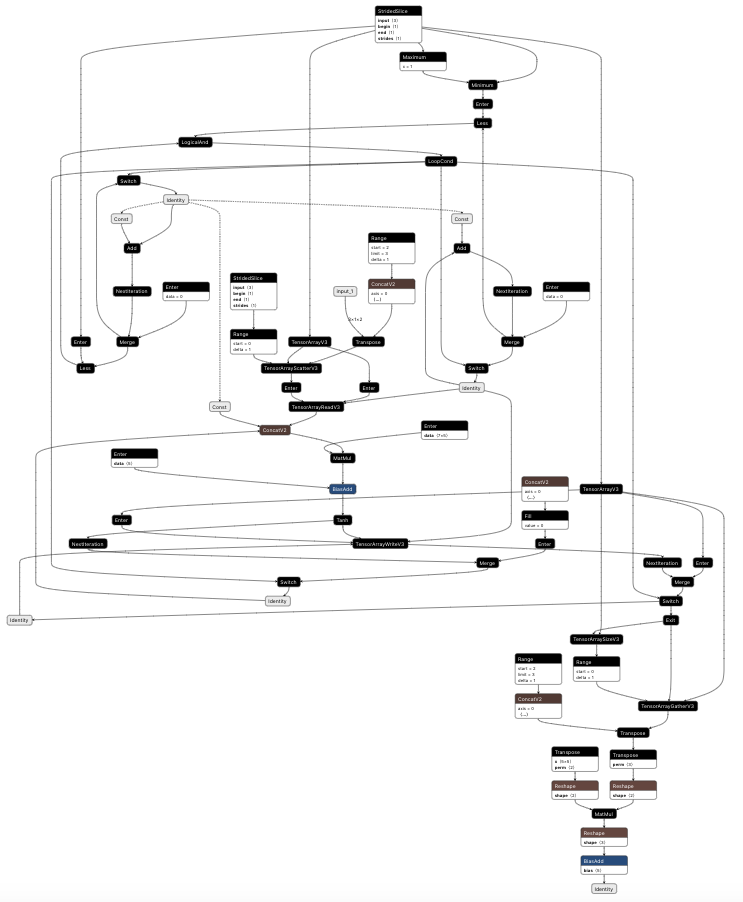 StridedSlice
input ⟨3⟩
begin ⟨1⟩
end ⟨1⟩
strides ⟨1⟩
Maximum
x = 1
Minimum
Enter
Less
LogicalAnd
LoopCond
Switch
Identity
Const
Const
Add
Add
Range
start = 2
limit = 3
delta = 1
NextIteration
Enter
data = 0
StridedSlice
input ⟨3⟩
begin ⟨1⟩
end ⟨1⟩
strides ⟨1⟩
input_1
ConcatV2
axis = 0
(...)
NextIteration
Enter
data = 0
3×1×2
Range
start = 0
delta = 1
Enter
Merge
TensorArrayV3
Transpose
Merge
Less
TensorArrayScatterV3
Switch
Enter
Enter
Identity
Const
TensorArrayReadV3
ConcatV2
Enter
data ⟨7×5⟩
Enter
data ⟨5⟩
MatMul
BiasAdd
ConcatV2
axis = 0
(...)
TensorArrayV3
Enter
Tanh
Fill
value = 0
NextIteration
TensorArrayWriteV3
Enter
Merge
NextIteration
Enter
Switch
Merge
Identity
Switch
Identity
Exit
TensorArraySizeV3
Range
start = 2
limit = 3
delta = 1
Range
start = 0
delta = 1
ConcatV2
axis = 0
(...)
TensorArrayGatherV3
Transpose
Transpose
x ⟨5×5⟩
perm ⟨2⟩
Transpose
perm ⟨3⟩
Reshape
shape ⟨2⟩
Reshape
shape ⟨2⟩
MatMul
Reshape
shape ⟨3⟩
BiasAdd
bias ⟨5⟩
Identity